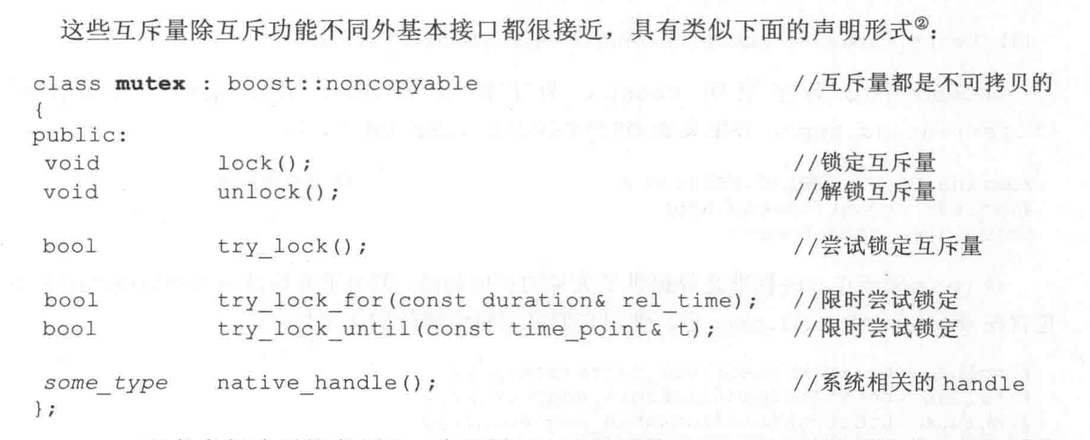 这些互斥量除互斥功能不同外基本接口都很接近，具有类似下面的声明形式②：
class mutex : boost::noncopyable //互斥量都是不可拷贝的
{
public:
void lock(); //锁定互斥量
void unlock(); //解锁互斥量
bool try_lock(); //尝试锁定互斥量
bool try_lock_for(const duration& rel_time); //限时尝试锁定
bool try_lock_until(const time_point& t); //限时尝试锁定
some_type native_handle(); //系统相关的 handle
};